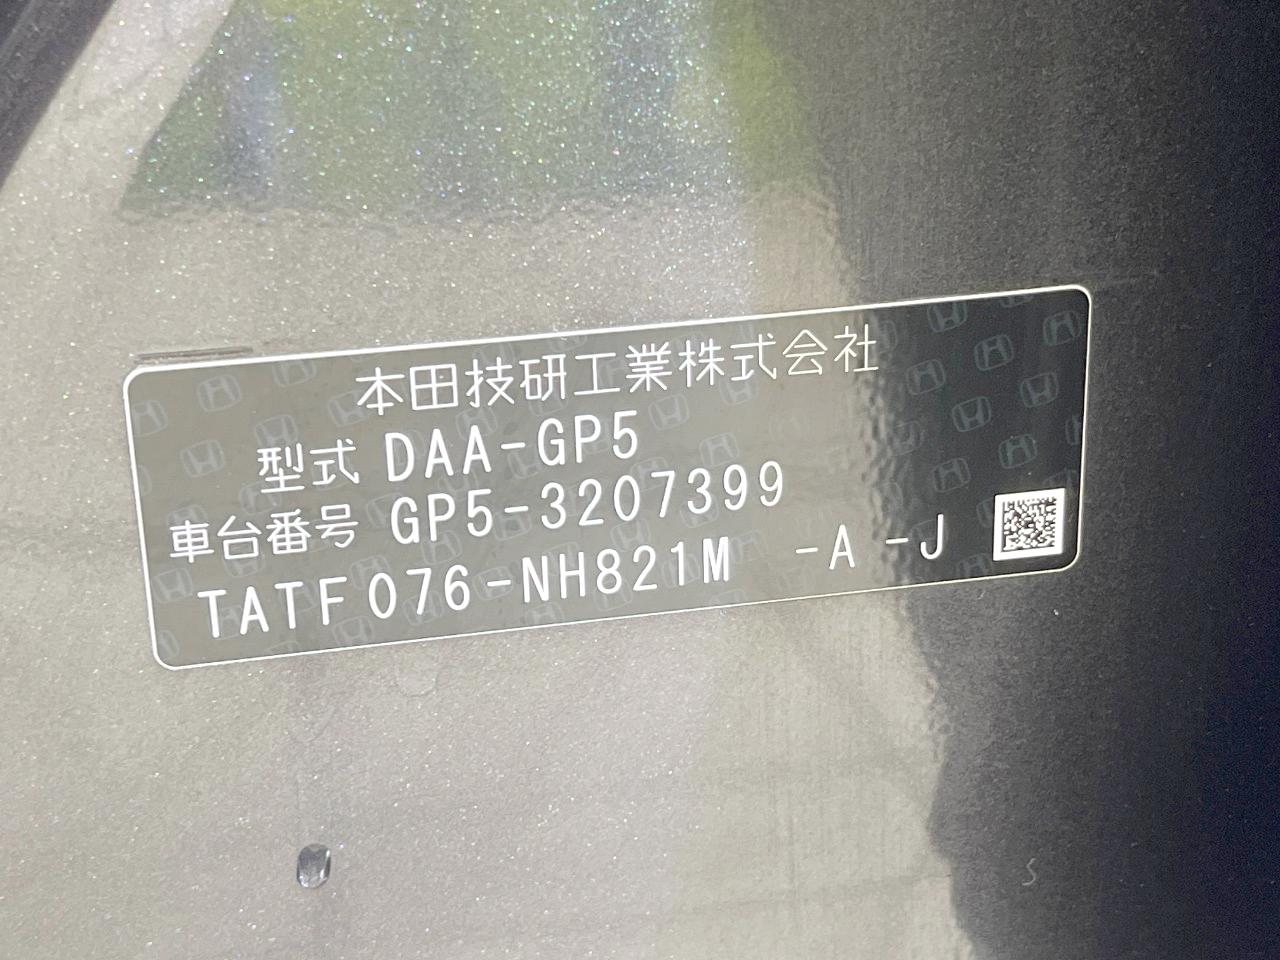 本田技研工業株式会社
型式 DAA-GP5
車台番号 GP5-3207399
TATF076-NH821M -A -J